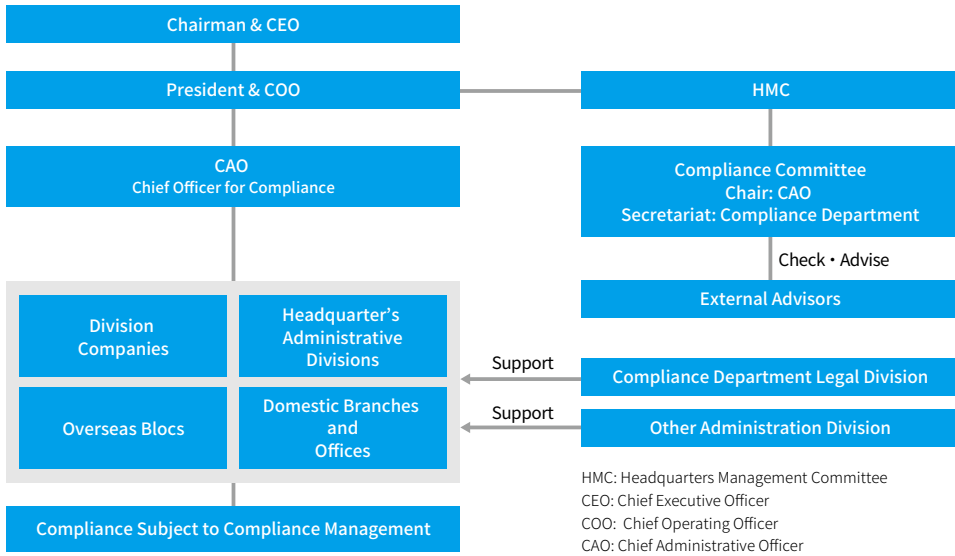 Chairman & CEO
President & COO
HMC
CAO
Chief Officer for Compliance
Compliance Committee
Chair: CAO
Secretariat: Compliance Department
Check・Advise
External Advisors
Division
Companies
Headquarter’s
Administrative
Divisions
Overseas Blocs
Domestic Branches
and
Offices
Support
Compliance Department Legal Division
Support
Other Administration Division
Compliance Subject to Compliance Management
HMC: Headquarters Management Committee
CEO: Chief Executive Officer
COO: Chief Operating Officer
CAO: Chief Administrative Officer